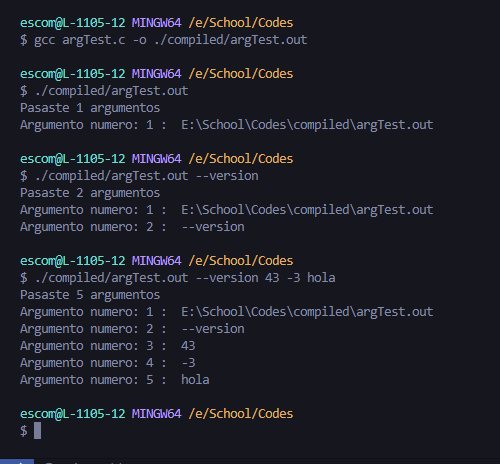 escom@L-1105-12 MINGW64 /e/School/Codes
$ gcc argTest.c -o ./compiled/argTest.out
escom@L-1105-12 MINGW64 /e/School/Codes
$ ./compiled/argTest.out
Pasaste 1 argumentos
Argumento numero: 1 :  E:\School\Codes\compiled\argTest.out
escom@L-1105-12 MINGW64 /e/School/Codes
$ ./compiled/argTest.out --version
Pasaste 2 argumentos
Argumento numero: 1 :  E:\School\Codes\compiled\argTest.out
Argumento numero: 2 :  --version
escom@L-1105-12 MINGW64 /e/School/Codes
$ ./compiled/argTest.out --version 43 -3 hola
Pasaste 5 argumentos
Argumento numero: 1 :  E:\School\Codes\compiled\argTest.out
Argumento numero: 2 :  --version
Argumento numero: 3 :  43
Argumento numero: 4 :  -3
Argumento numero: 5 :  hola
escom@L-1105-12 MINGW64 /e/School/Codes
$